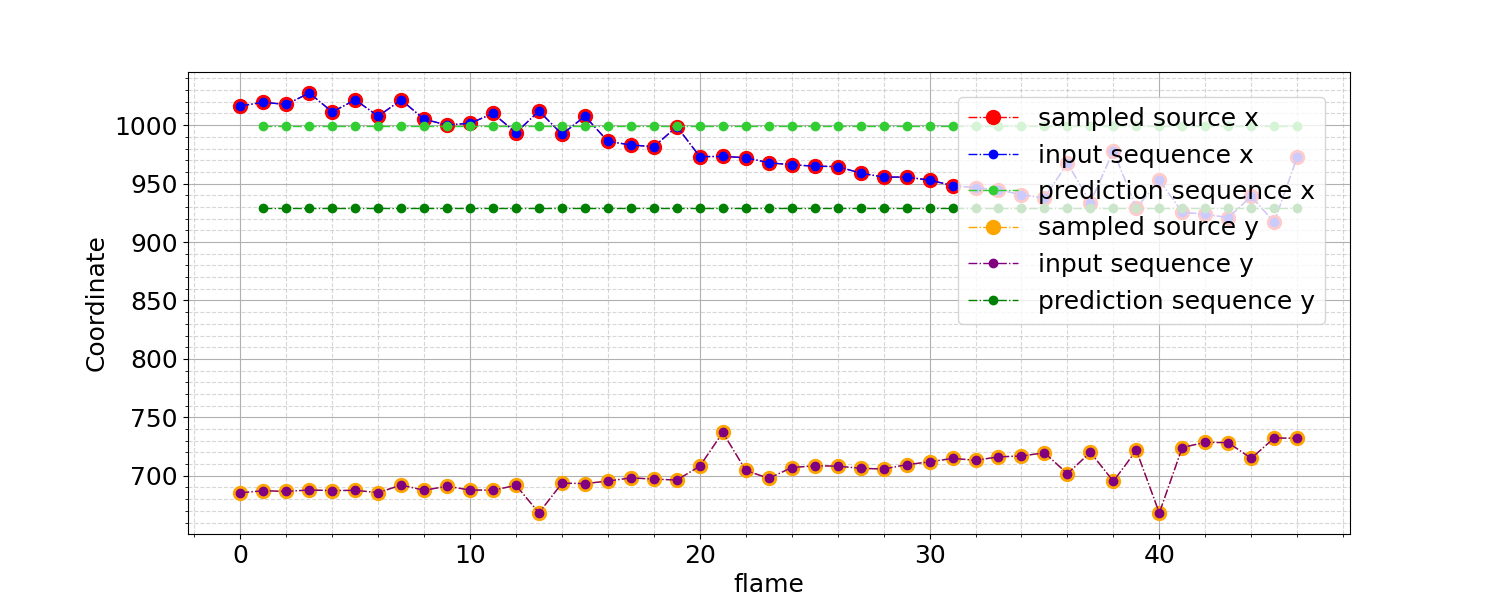 1000
950
900
850
800
750
700
Coordinate
0 10 20 30 40
flame
sampled source x
input sequence x
prediction sequence x
sampled source y
input sequence y
prediction sequence y